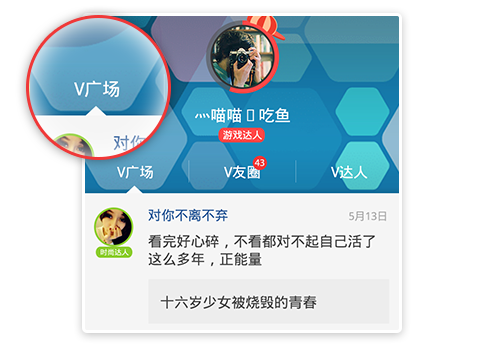 V广场
对你
灬喵喵 吃鱼
游戏达人
V广场
V友圈
43
V达人
对你不离不弃
5月13日
时尚达人
看完好心碎，不看都对不起自己活了
这么多年，正能量
十六岁少女被烧毁的青春